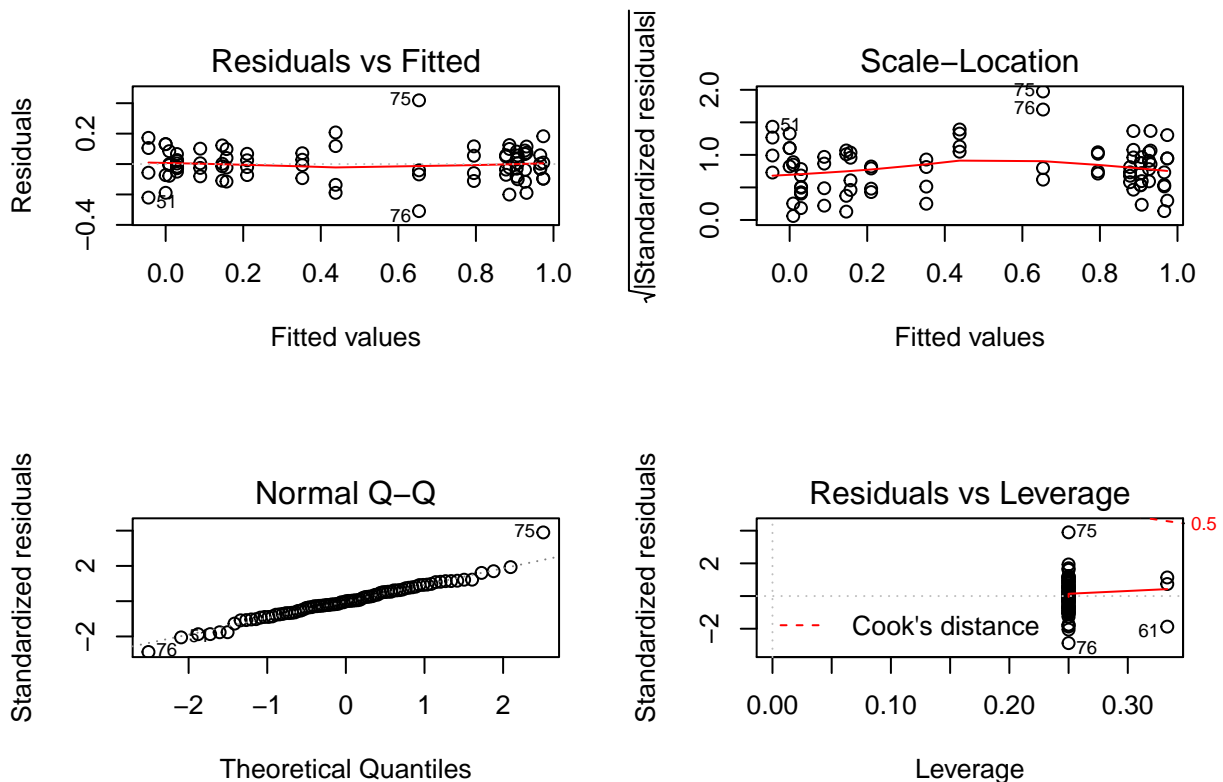 Residuals vs Fitted
Residuals
0.2
−0.4
75
51
76
0.0 0.2 0.4 0.6 0.8 1.0
Fitted values
Scale−Location
√|Standardized residuals|
2.0
1.0
0.0
75
76
51
0.0 0.2 0.4 0.6 0.8 1.0
Fitted values
Normal Q−Q
Standardized residuals
2
−2
75
76
−2 −1 0 1 2
Theoretical Quantiles
Residuals vs Leverage
Standardized residuals
2
−2
75
0.5
Cook's distance
61
76
0.00 0.10 0.20 0.30
Leverage